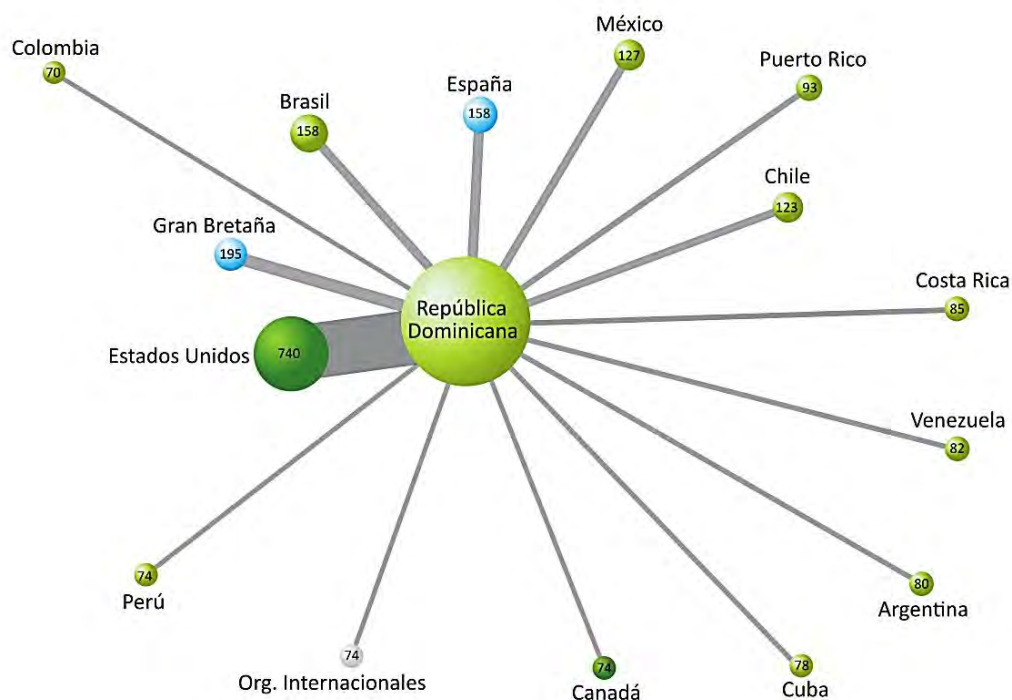 México
127
Colombia
70
Puerto Rico
93
España
158
Brasil
158
Chile
123
Gran Bretaña
195
Costa Rica
85
República
Dominicana
Estados Unidos
740
Venezuela
82
74
Perú
80
Argentina
74
Org. Internacionales
74
Canadá
78
Cuba